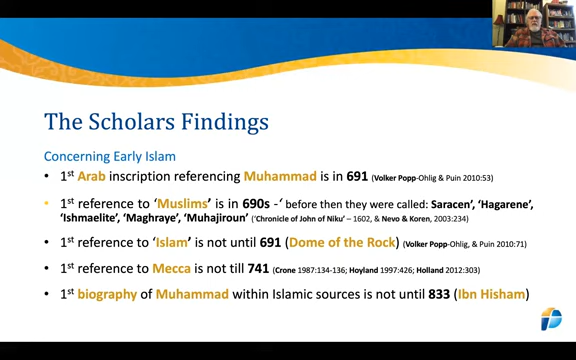 The Scholars Findings
Concerning Early Islam
• 1st Arab inscription referencing Muhammad is in 691 (Volker Popp-Ohlig & Puin 2010:53)
• 1st reference to ‘Muslims’ is in 690s -‘ before then they were called: Saracen’, ‘Hagarene’,
‘Ishmaelite’, ‘Maghraye’, ‘Muhajiroun’ (‘Chronicle of John of Niku’ – 1602, & Nevo & Koren, 2003:234)
• 1st reference to ‘Islam’ is not until 691 (Dome of the Rock) (Volker Popp-Ohlig, & Puin 2010:71)
• 1st reference to Mecca is not till 741 (Crone 1987:134-136; Hoyland 1997:426; Holland 2012:303)
• 1st biography of Muhammad within Islamic sources is not until 833 (Ibn Hisham)